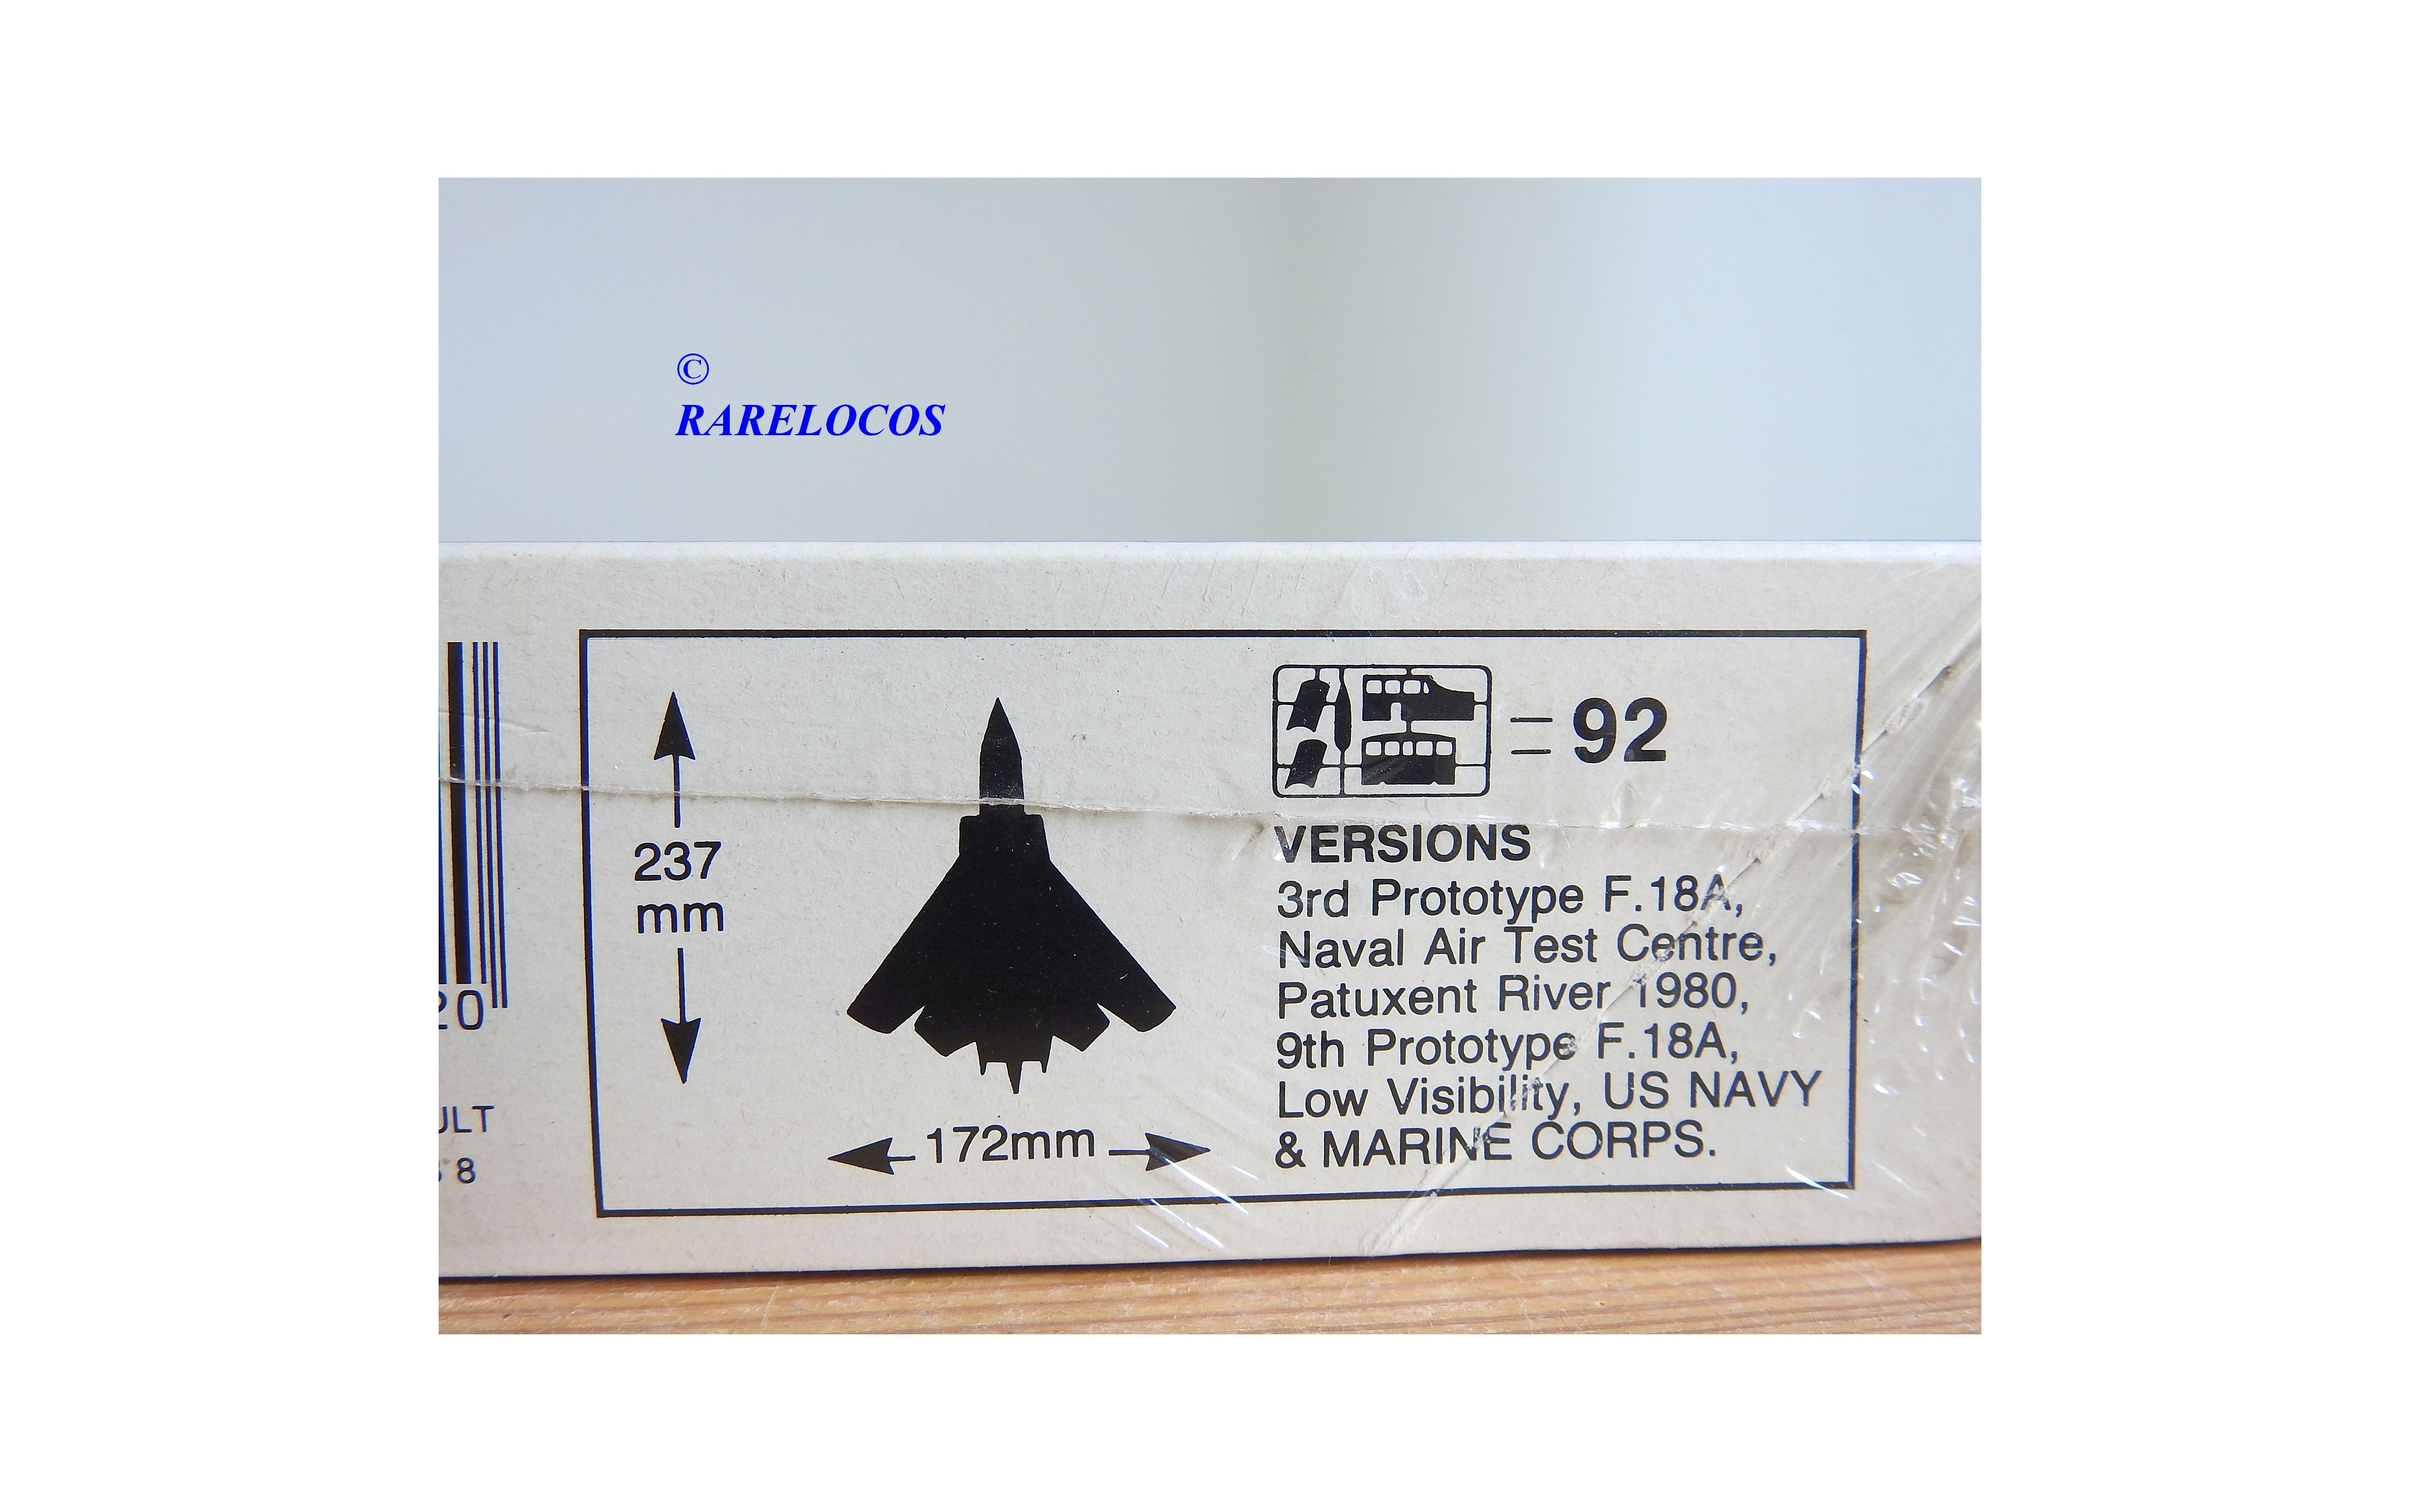 ©
RARELOCOS
237
mm
172mm
= 92
VERSIONS
3rd Prototype F.18A,
Naval Air Test Centre,
Patuxent River 1980,
9th Prototype F.18A,
Low Visibility, US NAVY
& MARINE CORPS.
20
ULT
8